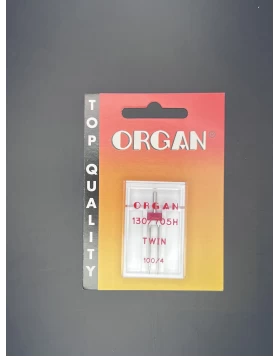 TOP QUALITY
ORGAN
ORGAN
130/705H
TWIN
100/4